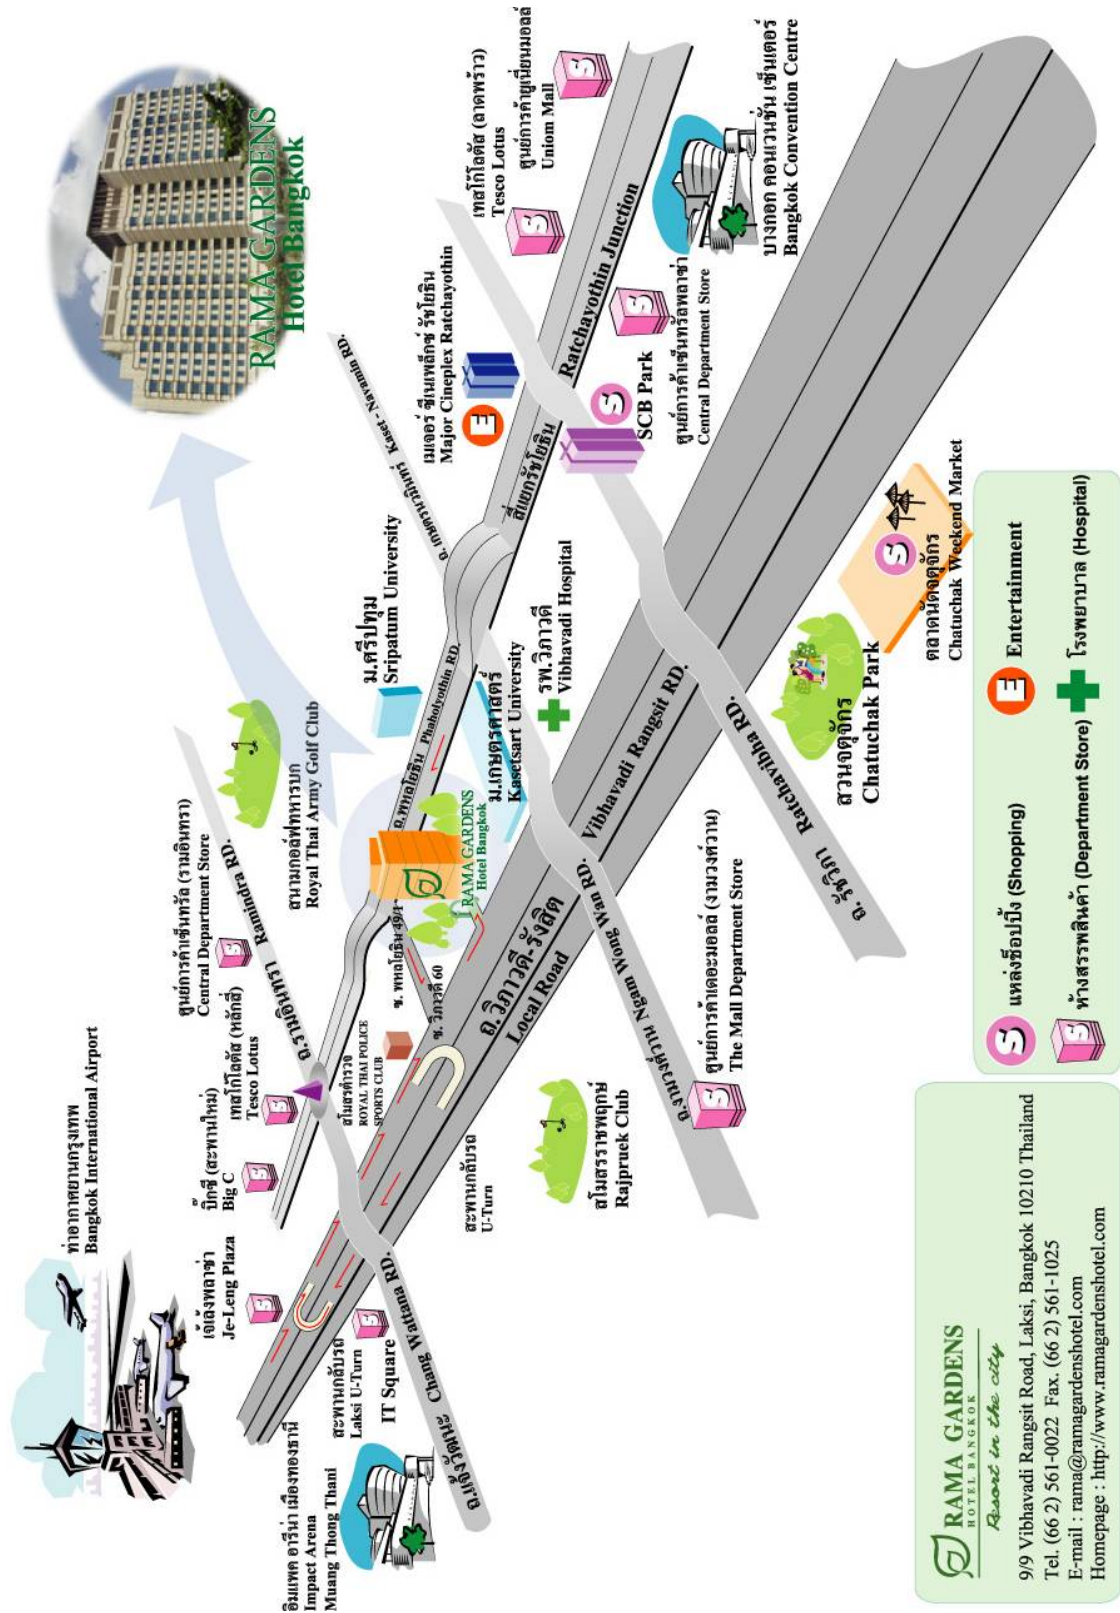 ท่าอากาศยานกรุงเทพ
Bangkok International Airport
เจ้เล้งพลาซ่า
Je-Leng Plaza
บิ๊กซี (สะพานใหม่)
Big C
เทสโก้โลตัส (หลักสี่)
Tesco Lotus
ศูนย์การค้าเซ็นทรัล (รามอินทรา)
Central Department Store
ถ.รามอินทรา Ramindra RD.
สนามกอล์ฟทหารบก
Royal Thai Army Golf Club
RAMA GARDENS
Hotel Bangkok
ม.ศรีปทุม
Sripatum University
ถ.เกษตรนวมินทร์ Kaset - Navamin RD.
เมเจอร์ ซีเนเพล็กซ์ รัชโยธิน
Major Cineplex Ratchayothin
E
เทสโก้โลตัส (ลาดพร้าว)
Tesco Lotus
ศูนย์การค้ายูเนี่ยนมอลล์
Uniom Mall
อิมแพค อารีน่า เมืองทองธานี
Impact Arena
Muang Thong Thani
สะพานกลับรถ
Laksi U-Turn
IT Square
ถ.แจ้งวัฒนะ Chang Wattana RD.
สโมสรตำรวจ
ROYAL THAI POLICE
SPORTS CLUB
ซ. พหลโยธิน 49/1
ซ. วิภาวดี 60
ถ.พหลโยธิน Phaholyothin RD.
RAMA GARDENS
Hotel Bangkok
ม.เกษตรศาสตร์
Kasetsart University
รพ.วิภาวดี
Vibhavadi Hospital
สี่แยกรัชโยธิน Ratchayothin Junction
S
SCB Park
ศูนย์การค้าเซ็นทรัลพลาซ่า
Central Department Store
บางกอก คอนเวนชั่น เซ็นเตอร์
Bangkok Convention Centre
สะพานกลับรถ
U-Turn
ถ.วิภาวดี-รังสิต Vibhavadi Rangsit RD.
Local Road
สโมสรราชพฤกษ์
Rajpruek Club
ถ.งามวงศ์วาน Ngam Wong Wan RD.
ศูนย์การค้าเดอะมอลล์ (งามวงศ์วาน)
The Mall Department Store
ถ. รัชวิภา Ratchavibha RD.
สวนจตุจักร
Chatuchak Park
S
ตลาดนัดจตุจักร
Chatuchak Weekend Market
RAMA GARDENS
HOTEL BANGKOK
Resort in the city
9/9 Vibhavadi Rangsit Road, Laksi, Bangkok 10210 Thailand
Tel. (66 2) 561-0022 Fax. (66 2) 561-1025
E-mail : rama@ramagardenshotel.com
Homepage : http://www.ramagardenshotel.com
S แหล่งช็อปปิ้ง (Shopping)
E Entertainment
S ห้างสรรพสินค้า (Department Store)
โรงพยาบาล (Hospital)